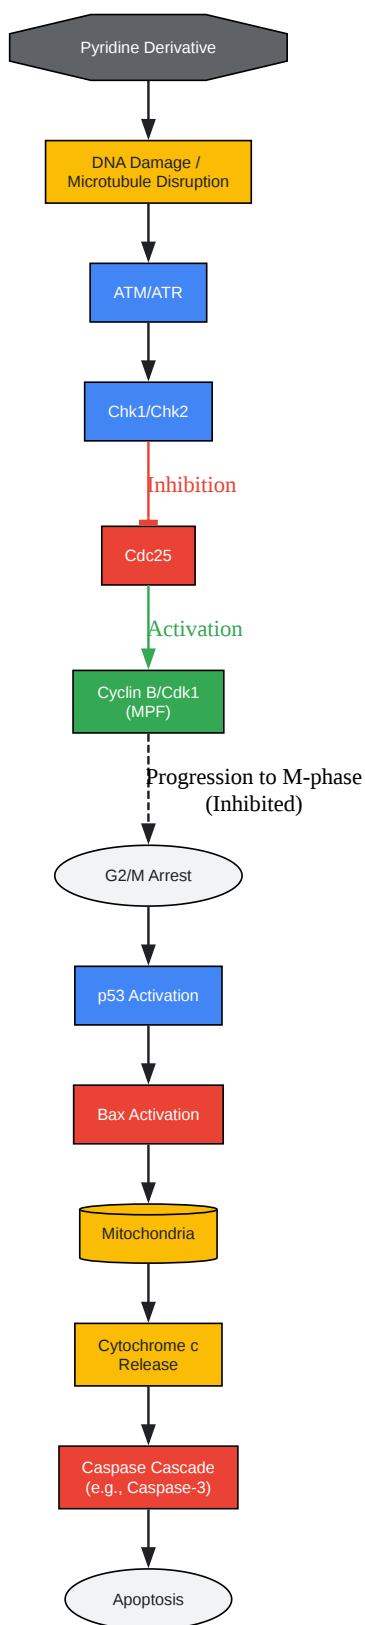 Pyridine Derivative
DNA Damage /
Microtubule Disruption
ATM/ATR
Chk1/Chk2
Inhibition
Cdc25
Activation
Cyclin B/Cdk1
(MPF)
Progression to M-phase
(Inhibited)
G2/M Arrest
p53 Activation
Bax Activation
Mitochondria
Cytochrome c
Release
Caspase Cascade
(e.g., Caspase-3)
Apoptosis